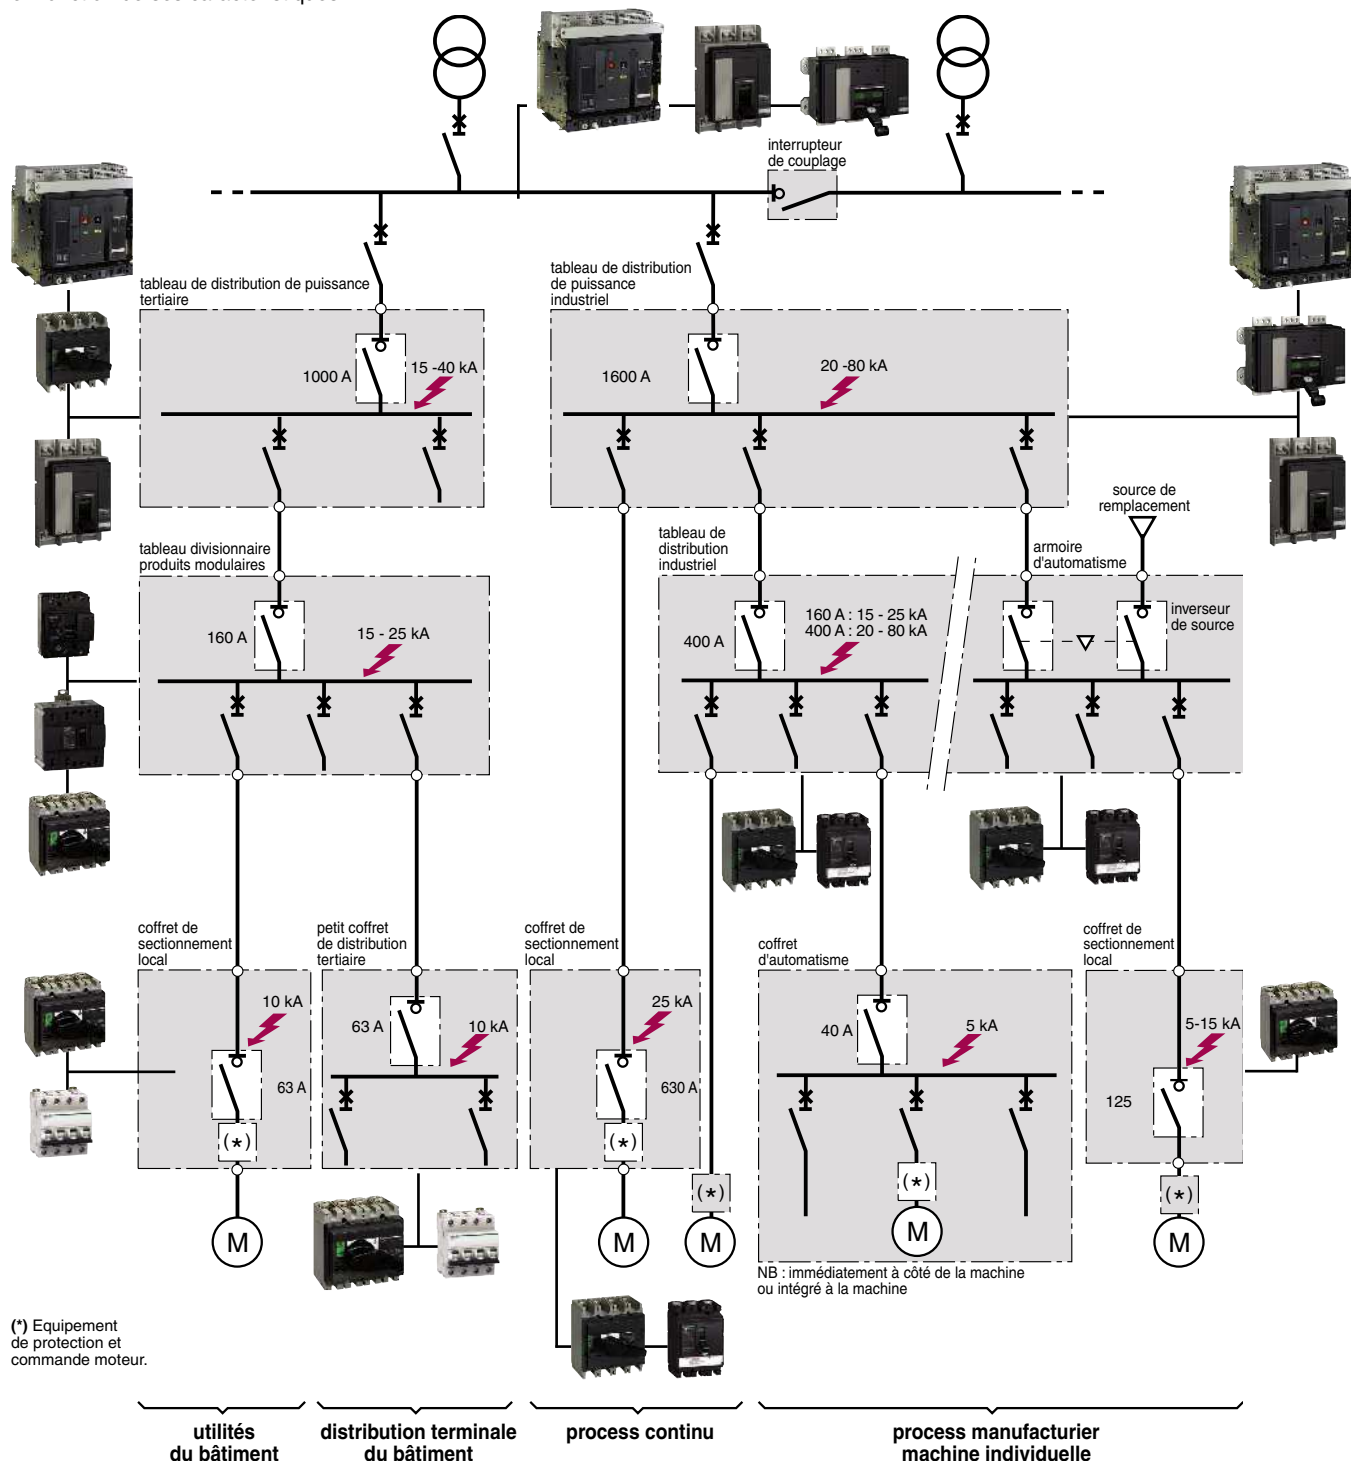 interrupteur
de couplage
tableau de distribution de puissance
tertiaire
tableau de distribution
de puissance
industriel
1000 A
15 -40 kA
1600 A
20 -80 kA
source de
remplacement
tableau divisionnaire
produits modulaires
tableau de
distribution
industriel
armoire
d'automatisme
160 A
15 - 25 kA
400 A
160 A : 15 - 25 kA
400 A : 20 - 80 kA
inverseur
de source
coffret de
sectionnement
local
petit coffret
de distribution
tertiaire
coffret de
sectionnement
local
coffret
d'automatisme
coffret de
sectionnement
local
10 kA
63 A
63 A
10 kA
25 kA
630 A
40 A
5 kA
5-15 kA
125
(*)
(*)
(*)
(*)
(*)
M
M
M
M
M
NB : immédiatement à côté de la machine
ou intégré à la machine
(*) Equipement
de protection et
commande moteur.
utilités
du bâtiment
distribution terminale
du bâtiment
process continu
process manufacturier
machine individuelle